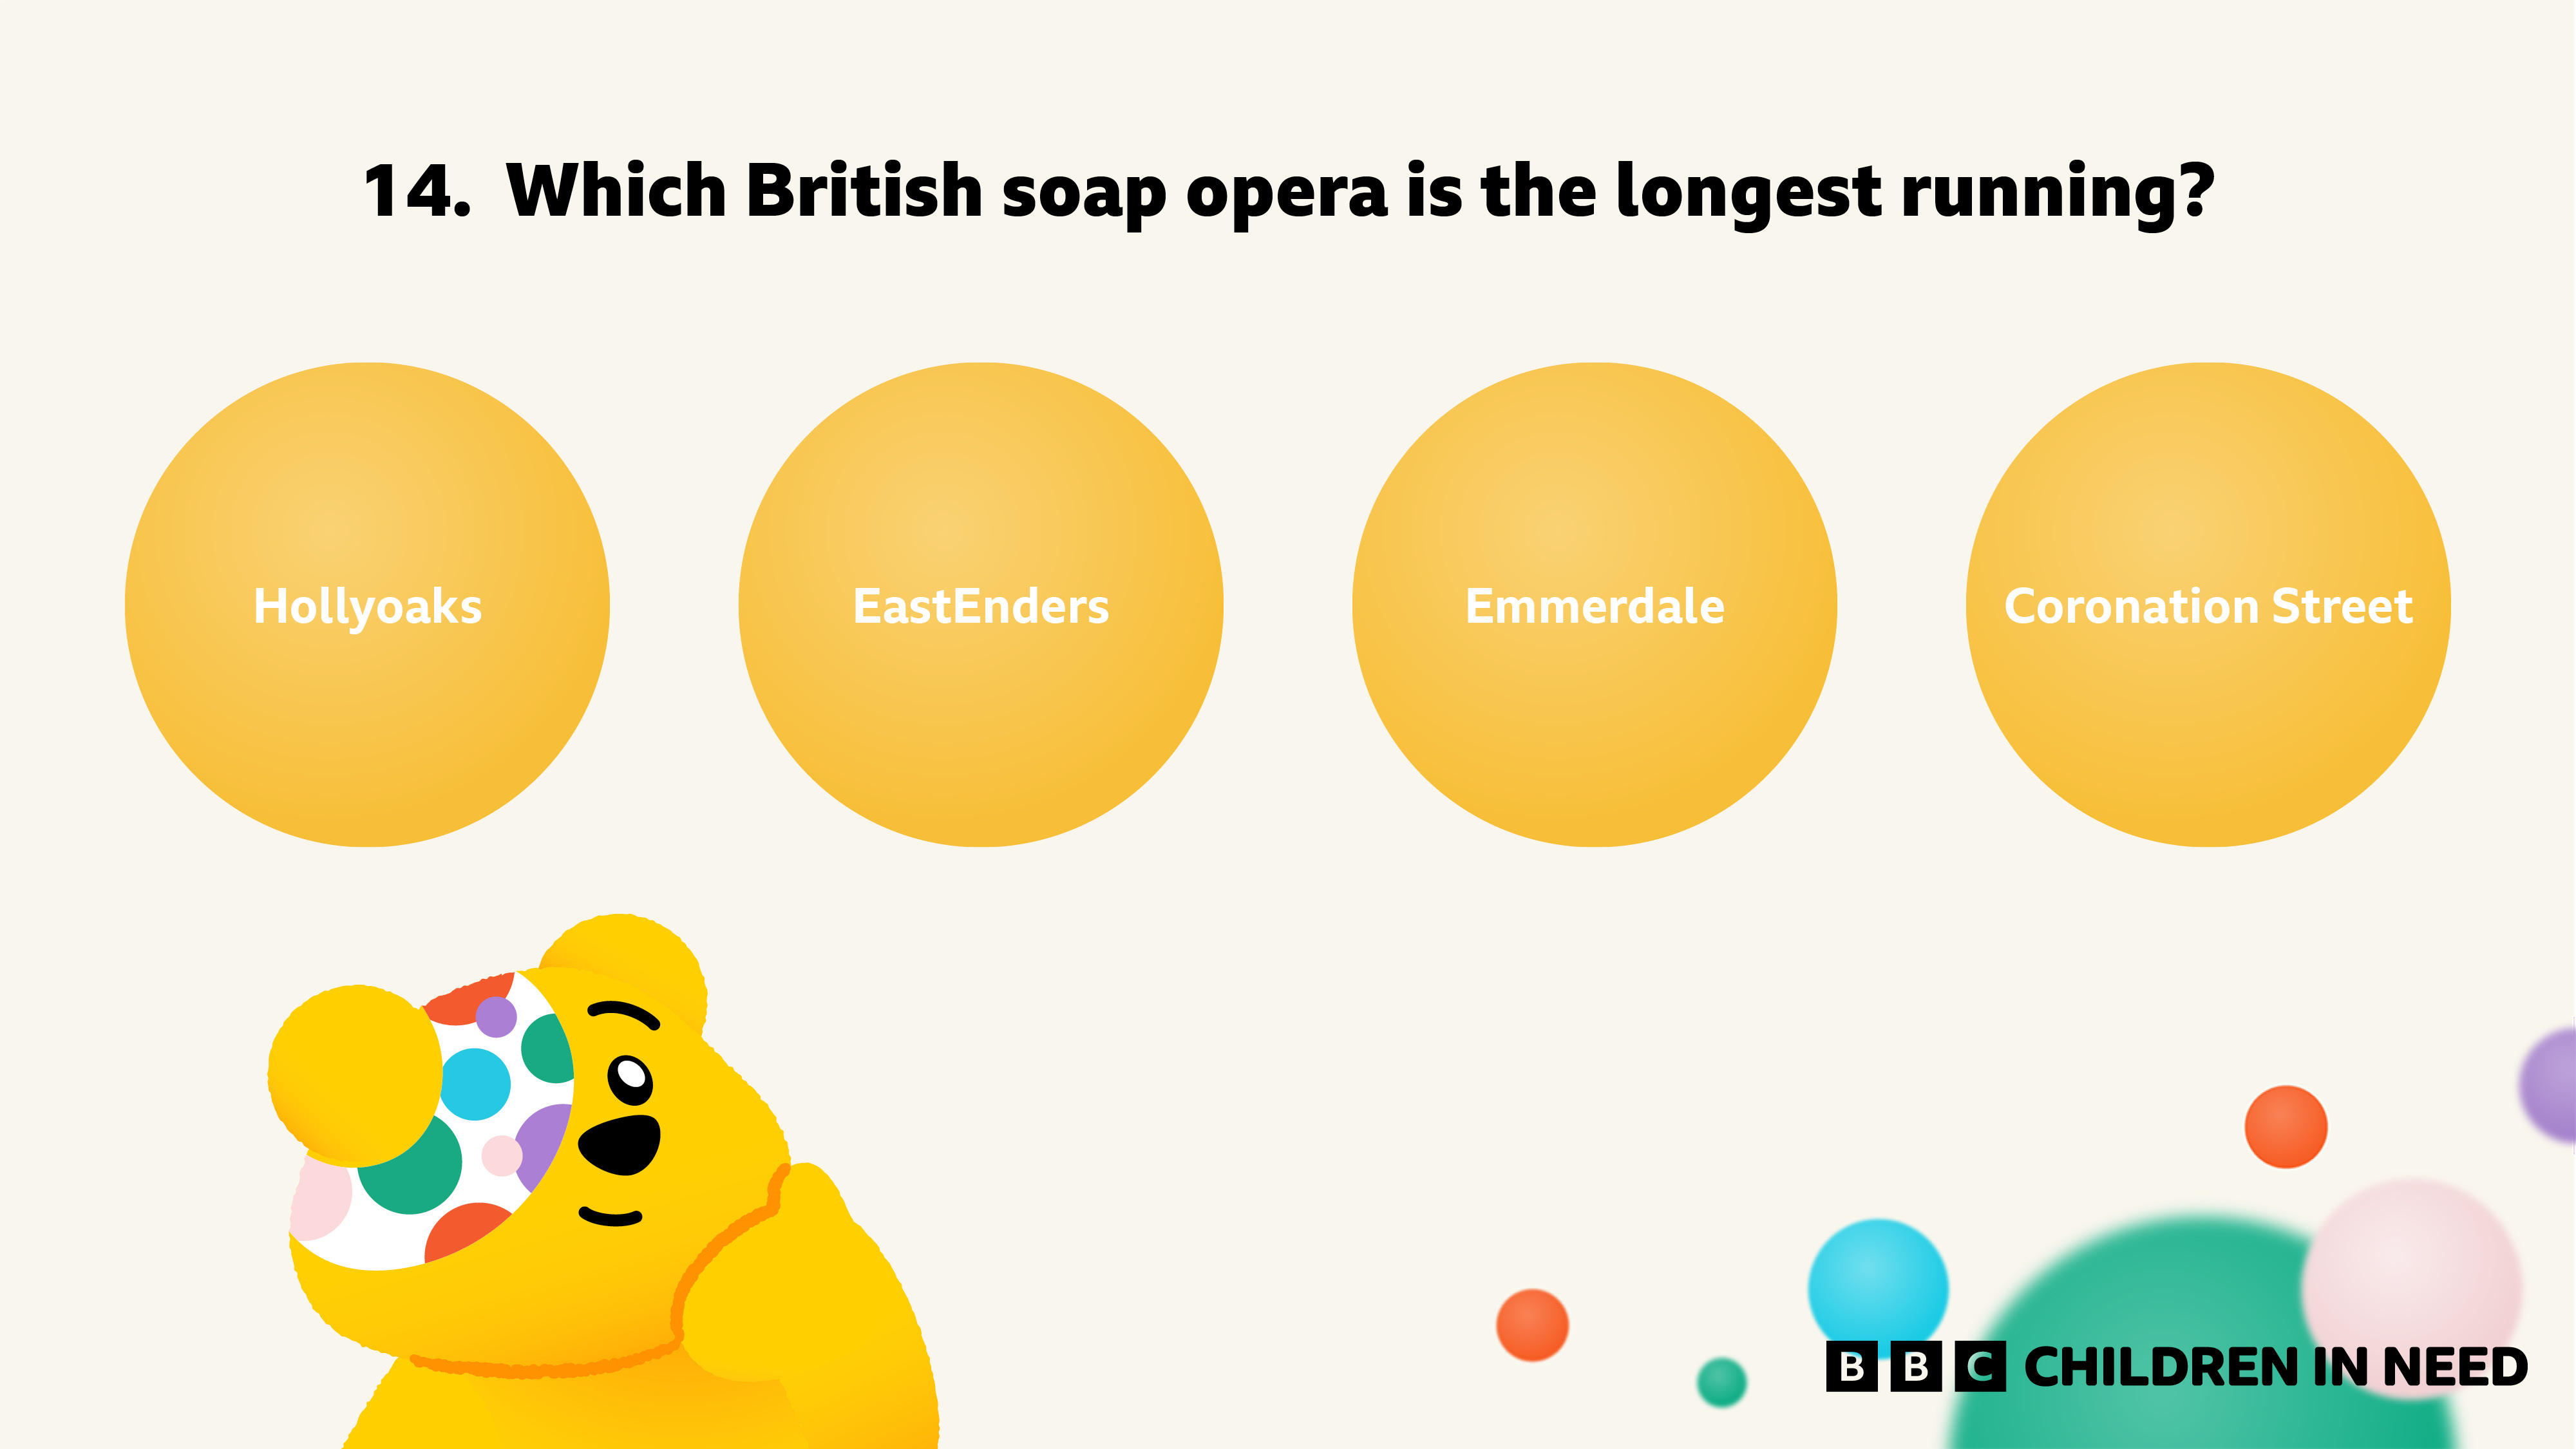 14. Which British soap opera is the longest running?
Hollyoaks
EastEnders
Emmerdale
Coronation Street
BBC CHILDREN IN NEED